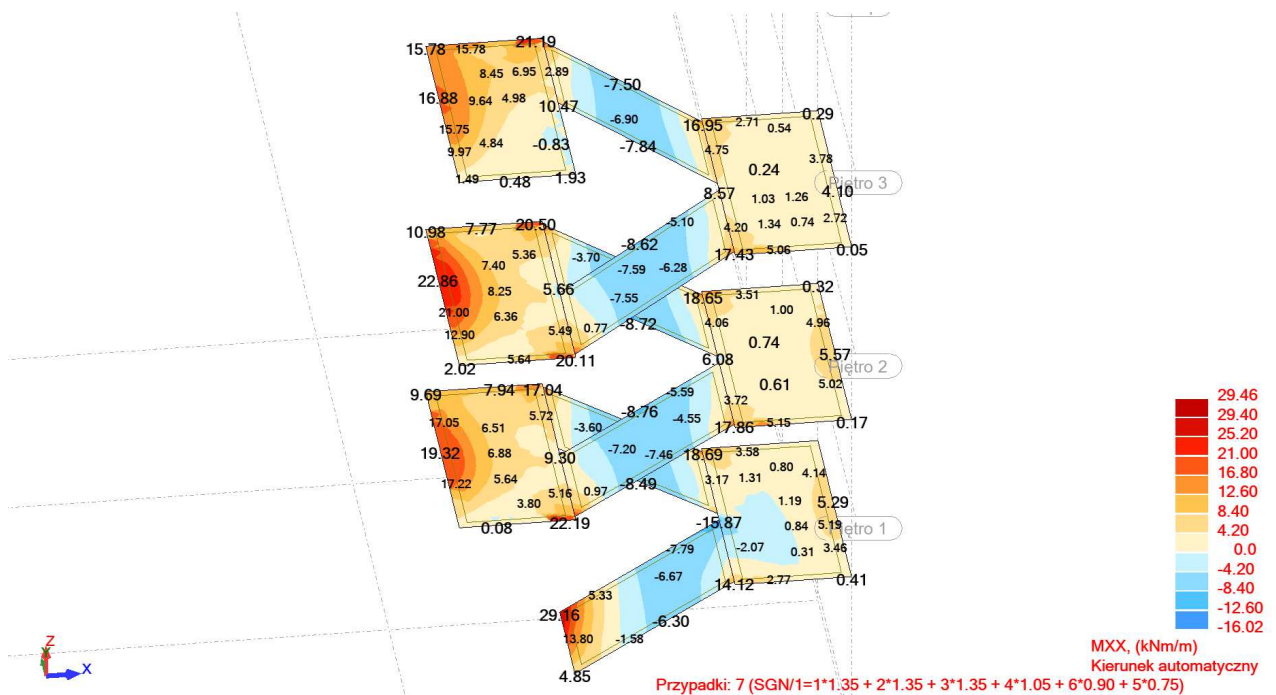 15.78 15.78 21.19
8.45 6.95 2.89
-7.50
16.88 9.64 4.98 10.47
-6.90
16.95 2.71 0.54 0.29
15.75
9.97 4.84 -0.83
-7.84
4.75 3.78
0.24
1.49 0.48 1.93
Piętro 3
8.57 1.03 1.26 4.10
10.98 7.77 20.50
-5.10
4.20 1.34 0.74 2.72
5.36 -3.70 -8.62
17.43 5.06 0.05
7.40
-7.59 -6.28
22.86 8.25 5.66
-7.55
18.65 3.51 0.32
21.00 6.36
1.00
12.90 5.49 0.77 -8.72
4.06 4.96
0.74
2.02 5.64 20.11
6.08 5.57
Piętro 2
0.61 5.02
9.69 7.94 17.04
-5.59
3.72
17.05 6.51 5.72 -3.60 -8.76 -4.55
17.86 5.15 0.17
19.32 6.88 9.30 -7.20 -7.46
18.69 3.58
17.22 5.64
0.80 4.14
3.17 1.31
5.16 0.97 -8.49
3.80
1.19 5.29
0.08 22.19
-15.87 0.84 5.19
Piętro 1
-7.79 -2.07 0.31 3.46
-6.67
14.12 2.77 0.41
5.33
29.16 -6.30
13.80 -1.58
4.85
29.46
29.40
25.20
21.00
16.80
12.60
8.40
4.20
0.0
-4.20
-8.40
-12.60
-16.02
MXX, (kNm/m)
Kierunek automatyczny
Przypadki: 7 (SGN/1=1*1.35 + 2*1.35 + 3*1.35 + 4*1.05 + 6*0.90 + 5*0.75)
Z
X